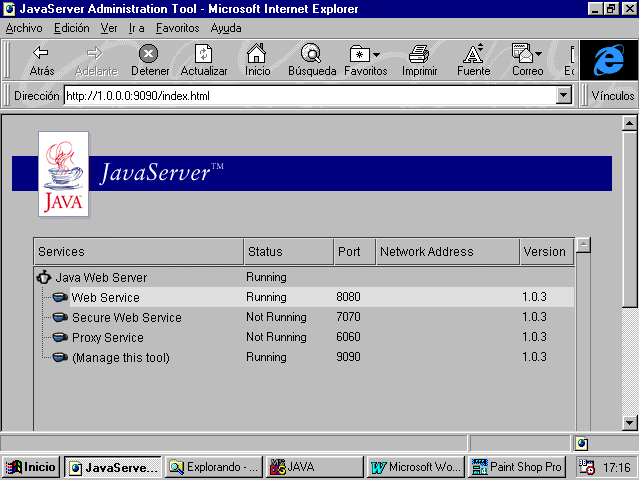 JavaServer Administration Tool - Microsoft Internet Explorer
Archivo Edición Ver Ir a Favoritos Ayuda
Atrás Adelante Detener Actualizar Inicio Búsqueda Favoritos Imprimir Fuente Correo
Dirección http://1.0.0.0:9090/index.html Vínculos
JAVA JavaServer™
Services Status Port Network Address Version
Java Web Server Running
Web Service Running 8080 1.0.3
Secure Web Service Not Running 7070 1.0.3
Proxy Service Not Running 6060 1.0.3
(Manage this tool) Running 9090 1.0.3
Inicio JavaServe... Explorando - ... JAVA Microsoft Wo... Paint Shop Pro 17:16